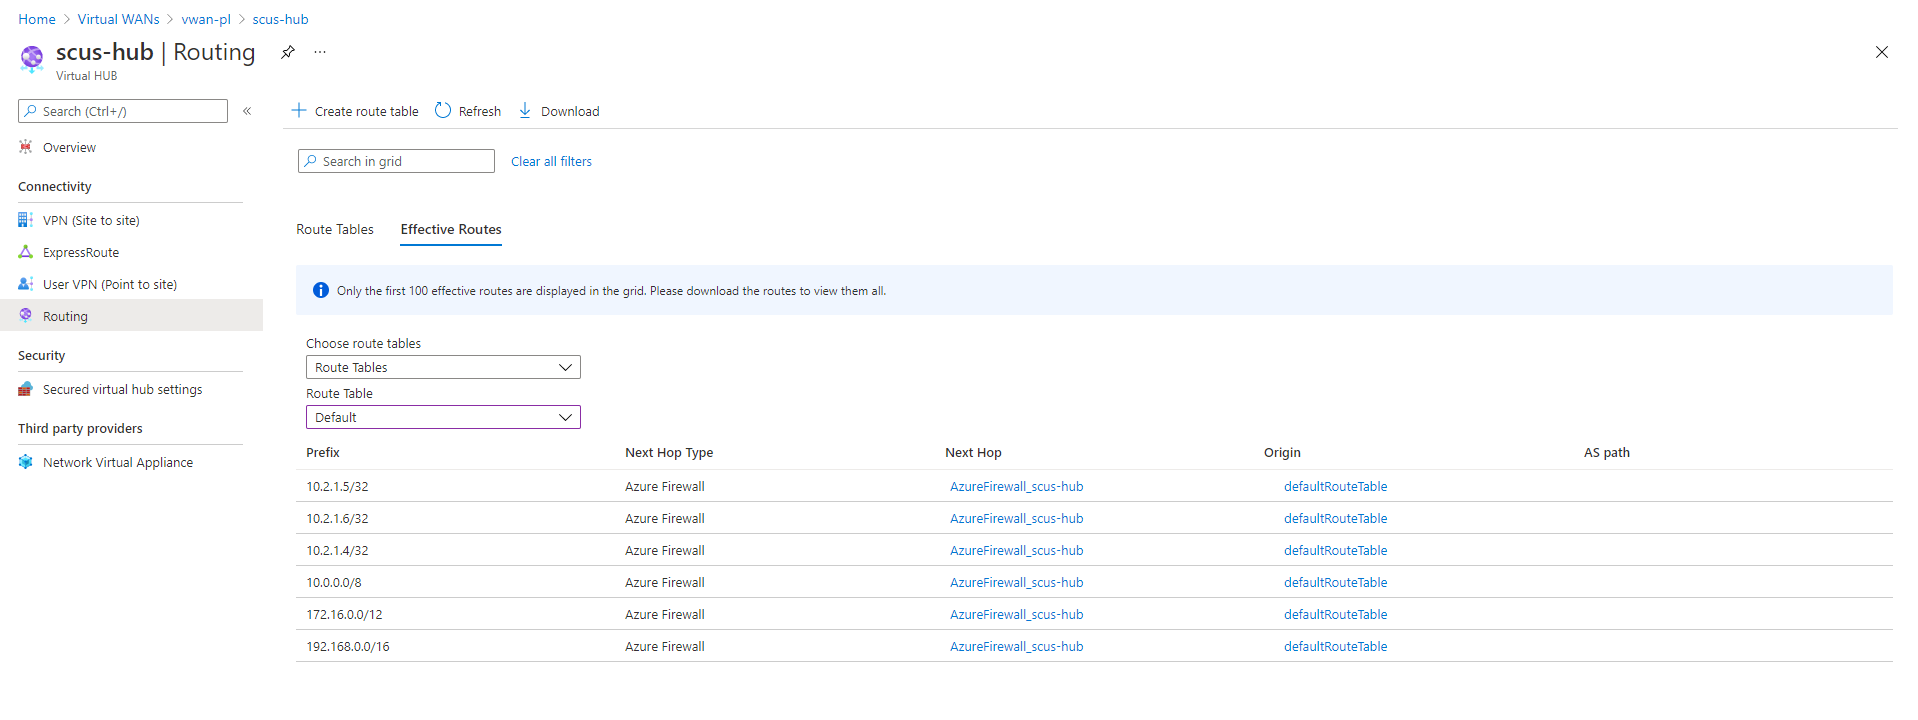 Home > Virtual WANs > vwan-pl > scus-hub
scus-hub | Routing ...
Virtual HUB
Search (Ctrl+/) «
Overview
Connectivity
VPN (Site to site)
ExpressRoute
User VPN (Point to site)
Routing
Security
Secured virtual hub settings
Third party providers
Network Virtual Appliance
Create route table Refresh Download
Search in grid Clear all filters
Route Tables Effective Routes
Only the first 100 effective routes are displayed in the grid. Please download the routes to view them all.
Choose route tables
Route Tables
Route Table
Default
Prefix Next Hop Type Next Hop Origin AS path
10.2.1.5/32 Azure Firewall AzureFirewall_scus-hub defaultRouteTable
10.2.1.6/32 Azure Firewall AzureFirewall_scus-hub defaultRouteTable
10.2.1.4/32 Azure Firewall AzureFirewall_scus-hub defaultRouteTable
10.0.0.0/8 Azure Firewall AzureFirewall_scus-hub defaultRouteTable
172.16.0.0/12 Azure Firewall AzureFirewall_scus-hub defaultRouteTable
192.168.0.0/16 Azure Firewall AzureFirewall_scus-hub defaultRouteTable